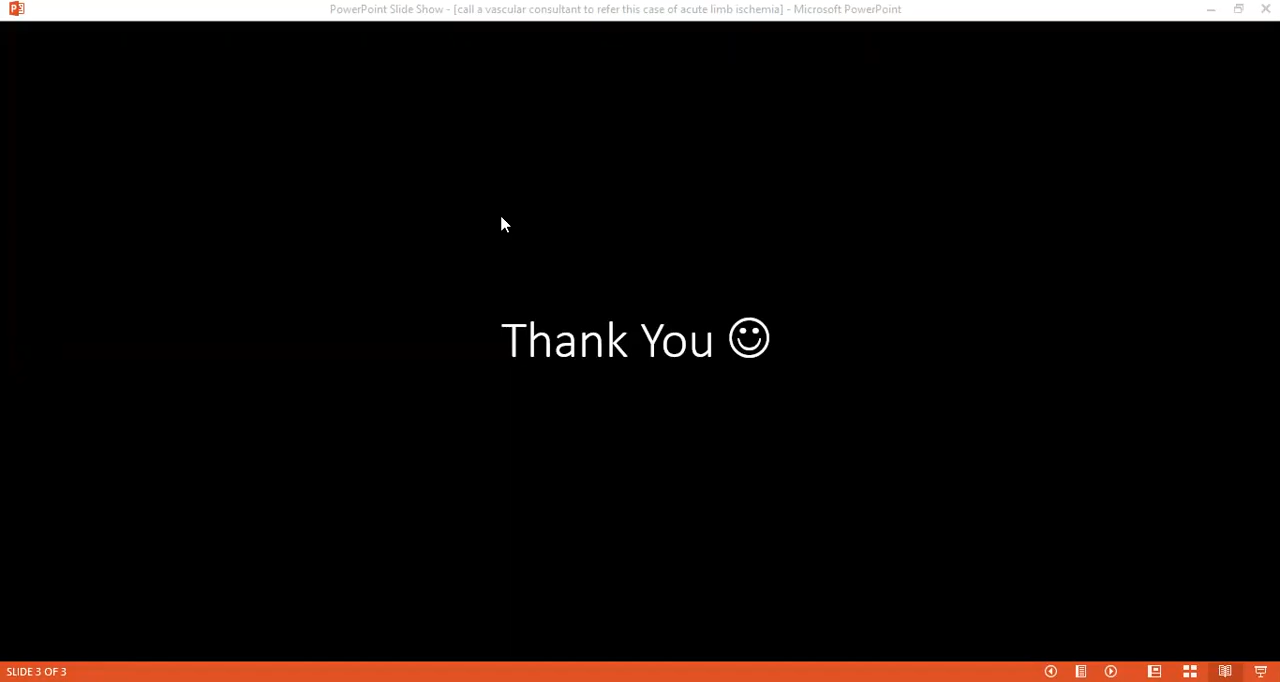 PowerPoint Slide Show - [call a vascular consultant to refer this case of acute limb ischemia] - Microsoft PowerPoint
Thank You ☺
SLIDE 3 OF 3